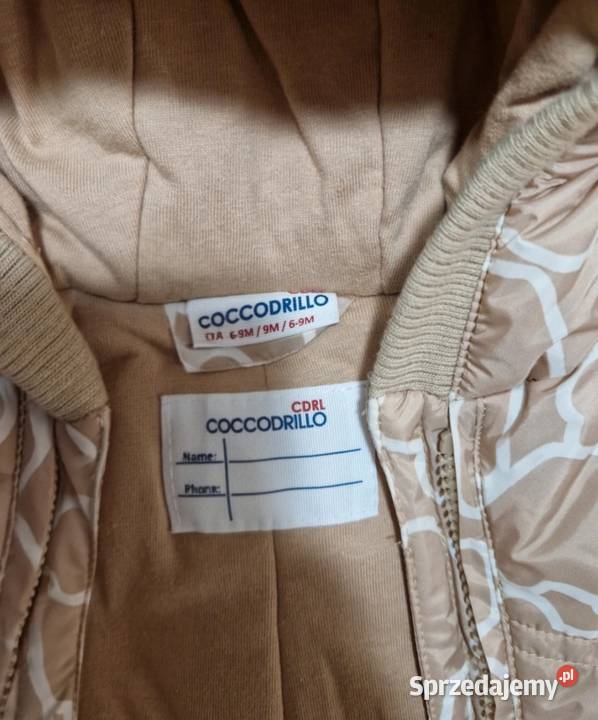 COCCODRILLO
6-9M / 9M / 6-9M
CDRL
COCCODRILLO
Name:
Phone:
Sprzedajemy.pl